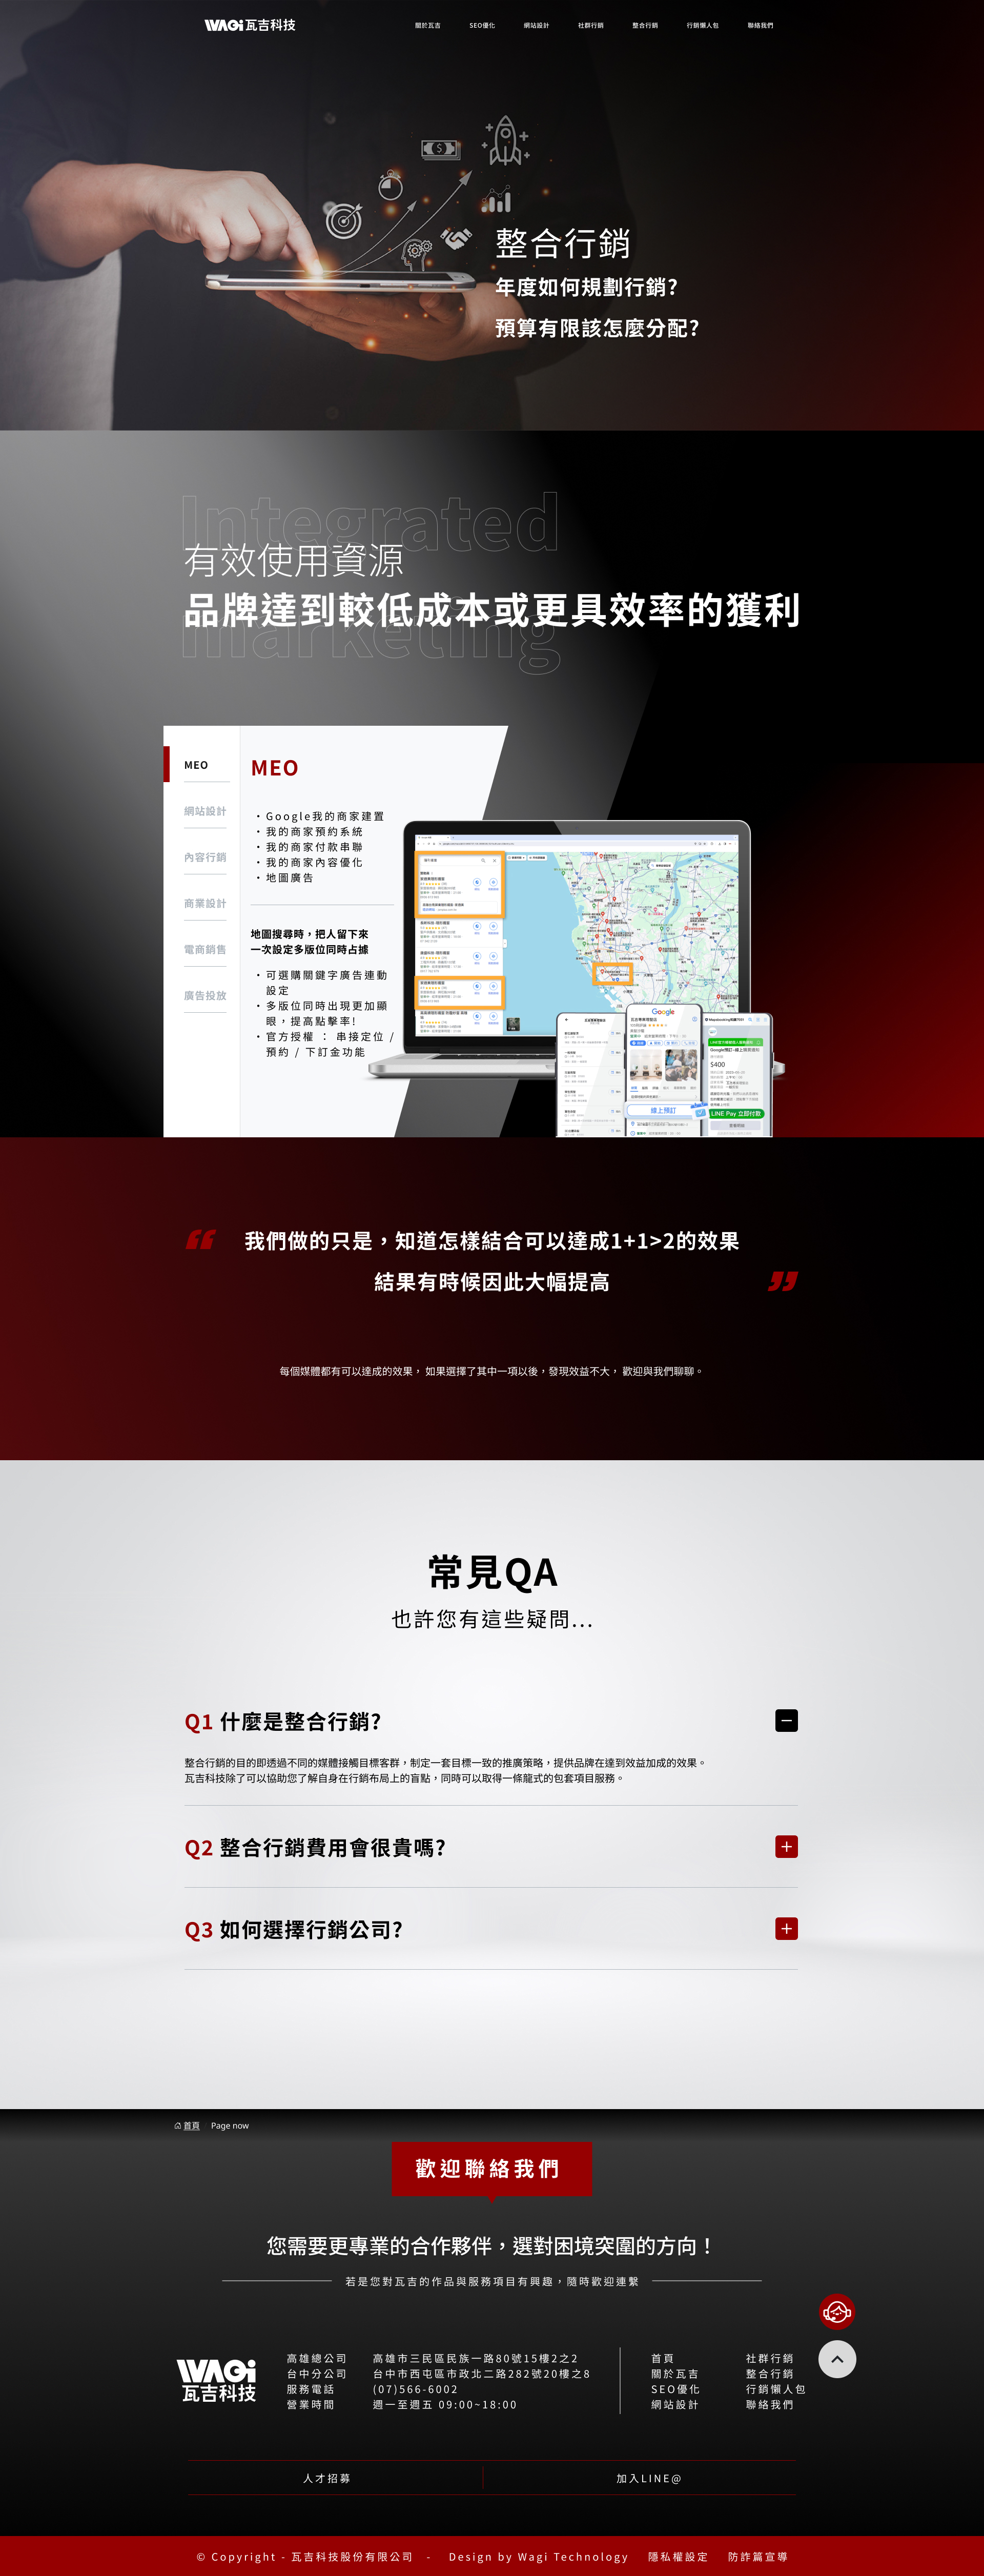 WAGi 瓦吉科技
關於瓦吉
SEO優化
網站設計
社群行銷
整合行銷
行銷懶人包
聯絡我們
整合行銷
年度如何規劃行銷?
預算有限該怎麼分配?
Integrated
有效使用資源
品牌達到較低成本或更具效率的獲利
marketing
MEO
網站設計
內容行銷
商業設計
電商銷售
廣告投放
MEO
・Google我的商家建置
・我的商家預約系統
・我的商家付款串聯
・我的商家內容優化
・地圖廣告
地圖搜尋時，把人留下來
一次設定多版位同時占據
・可選購關鍵字廣告連動
設定
・多版位同時出現更加顯
眼，提高點擊率!
・官方授權 ： 串接定位 /
預約 / 下訂金功能
Google
$400
線上預訂
LINE Pay 立即付款
我們做的只是，知道怎樣結合可以達成1+1>2的效果
結果有時候因此大幅提高
每個媒體都有可以達成的效果， 如果選擇了其中一項以後，發現效益不大， 歡迎與我們聊聊。
常見QA
也許您有這些疑問...
Q1 什麼是整合行銷?
整合行銷的目的即透過不同的媒體接觸目標客群，制定一套目標一致的推廣策略，提供品牌在達到效益加成的效果。
瓦吉科技除了可以協助您了解自身在行銷布局上的盲點，同時可以取得一條龍式的包套項目服務。
Q2 整合行銷費用會很貴嗎?
Q3 如何選擇行銷公司?
首頁 Page now
歡迎聯絡我們
您需要更專業的合作夥伴，選對困境突圍的方向！
若是您對瓦吉的作品與服務項目有興趣，隨時歡迎連繫
WAGi
瓦吉科技
高雄總公司 高雄市三民區民族一路80號15樓2之2
台中分公司 台中市西屯區市政北二路282號20樓之8
服務電話 (07)566-6002
營業時間 週一至週五 09:00~18:00
首頁
關於瓦吉
SEO優化
網站設計
社群行銷
整合行銷
行銷懶人包
聯絡我們
人才招募
加入LINE@
© Copyright - 瓦吉科技股份有限公司 - Design by Wagi Technology 隱私權設定 防詐篇宣導